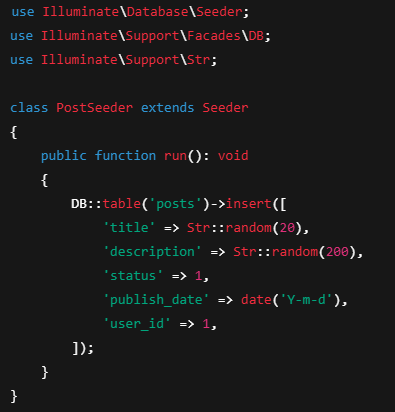 use Illuminate\Database\Seeder;
use Illuminate\Support\Facades\DB;
use Illuminate\Support\Str;

class PostSeeder extends Seeder
{
    public function run(): void
    {
        DB::table('posts')->insert([
            'title' => Str::random(20),
            'description' => Str::random(200),
            'status' => 1,
            'publish_date' => date('Y-m-d'),
            'user_id' => 1,
        ]);
    }
}